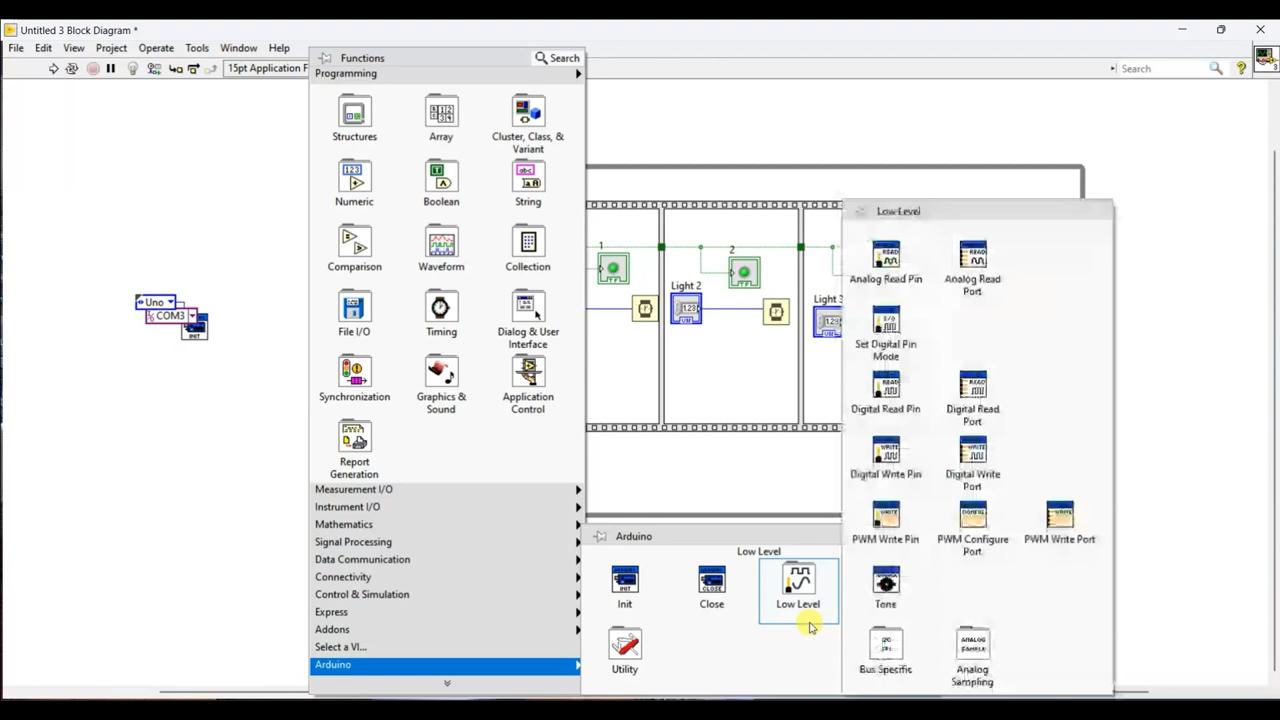 Untitled 3 Block Diagram *
File Edit View Project Operate Tools Window Help
15pt Application F
Search
3
Functions
Search
Programming
Structures
Array
Cluster, Class, & Variant
Numeric
Boolean
String
Comparison
Waveform
Collection
File I/O
Timing
Dialog & User Interface
Synchronization
Graphics & Sound
Application Control
Report Generation
Measurement I/O
Instrument I/O
Mathematics
Signal Processing
Data Communication
Connectivity
Control & Simulation
Express
Addons
Select a VI...
Arduino
Uno
COM3
INIT
1
2
Light 2
Light 3
Arduino
Low Level
Init
Close
Low Level
Utility
Low Level
Analog Read Pin
Analog Read Port
Set Digital Pin Mode
Digital Read Pin
Digital Read Port
Digital Write Pin
Digital Write Port
PWM Write Pin
PWM Configure Port
PWM Write Port
Tone
Bus Specific
Analog Sampling